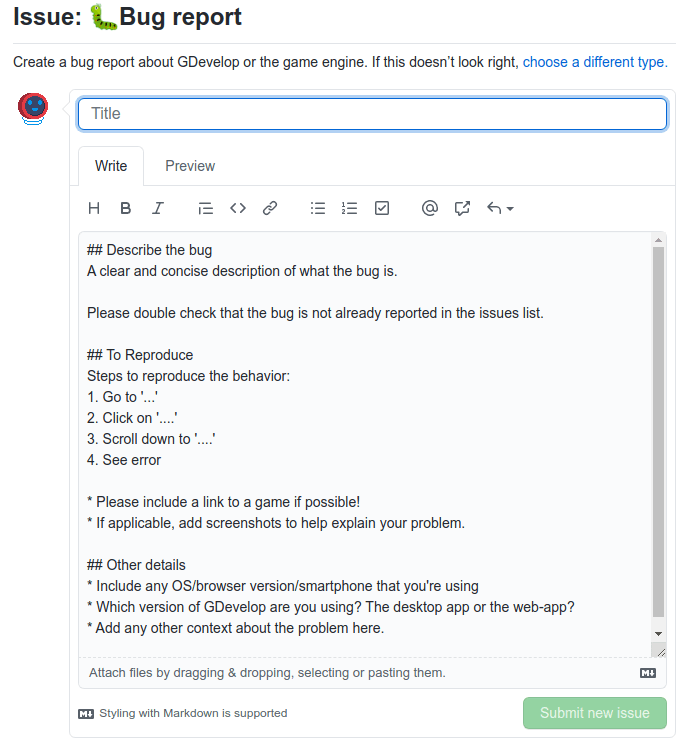 Issue: 🐛Bug report
Create a bug report about GDevelop or the game engine. If this doesn’t look right, choose a different type.
Title
Write Preview
H B I
## Describe the bug
A clear and concise description of what the bug is.
Please double check that the bug is not already reported in the issues list.
## To Reproduce
Steps to reproduce the behavior:
1. Go to '...'
2. Click on '....'
3. Scroll down to '....'
4. See error
* Please include a link to a game if possible!
* If applicable, add screenshots to help explain your problem.
## Other details
* Include any OS/browser version/smartphone that you're using
* Which version of GDevelop are you using? The desktop app or the web-app?
* Add any other context about the problem here.
Attach files by dragging & dropping, selecting or pasting them.
Styling with Markdown is supported
Submit new issue